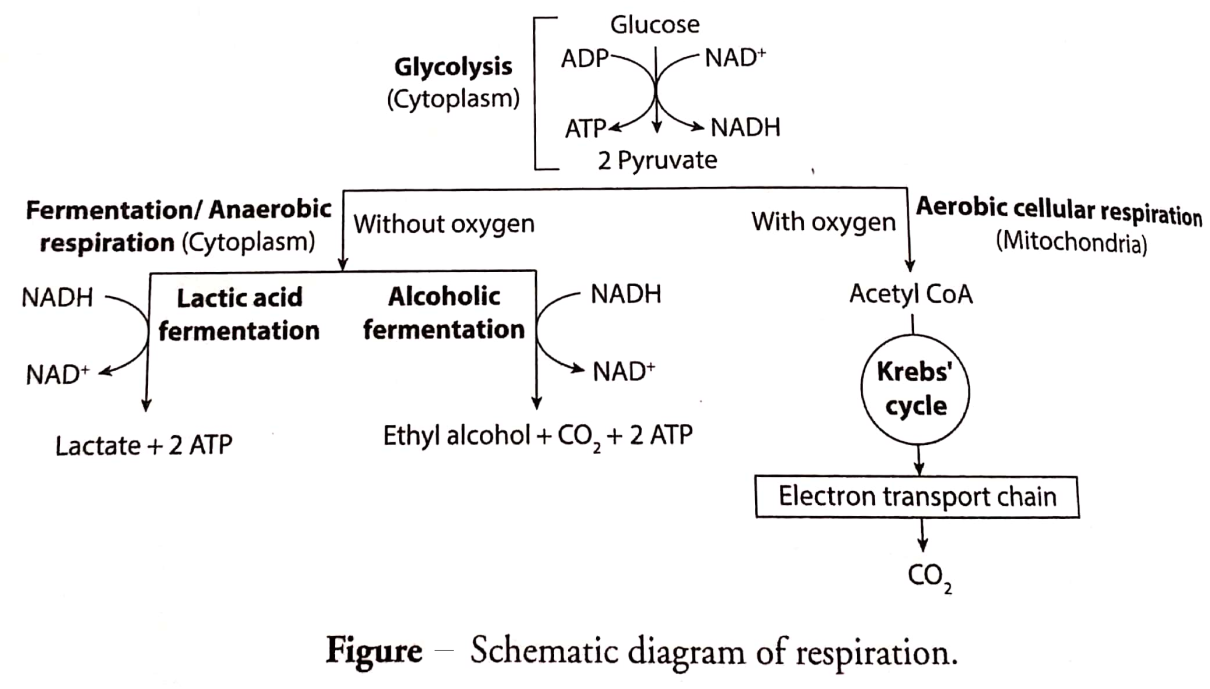 Glucose
ADP
NAD⁺
Glycolysis
(Cytoplasm)
ATP
NADH
2 Pyruvate
Fermentation/ Anaerobic
respiration (Cytoplasm)
Without oxygen
With oxygen
Aerobic cellular respiration
(Mitochondria)
NADH
Lactic acid
fermentation
NAD⁺
Alcoholic
fermentation
NADH
NAD⁺
Acetyl CoA
Krebs'
cycle
Lactate + 2 ATP
Ethyl alcohol + CO₂ + 2 ATP
Electron transport chain
CO₂
Figure – Schematic diagram of respiration.